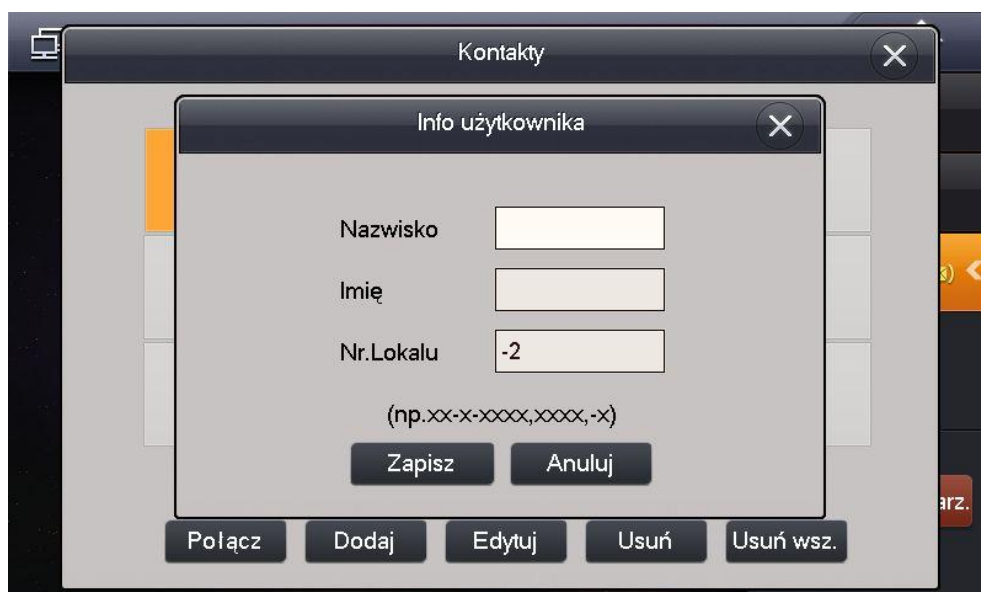 Kontakty
Info użytkownika
Nazwisko
Imię
Nr.Lokalu -2
(np.xx-x-xxxx,xxxx,-x)
Zapisz Anuluj
Połącz Dodaj Edytuj Usuń Usuń wsz.